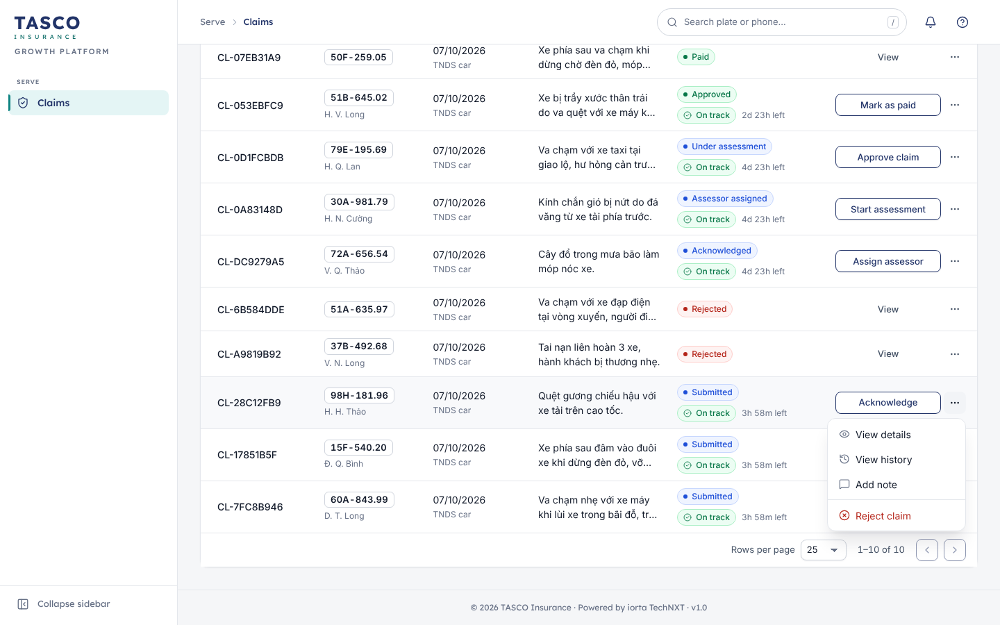 TASCO
INSURANCE
GROWTH PLATFORM
SERVE
Claims
Collapse sidebar
Serve > Claims
Search plate or phone... /
CL-07EB31A9
50F-259.05
07/10/2026
TNDS car
Xe phía sau va chạm khi
dừng chờ đèn đỏ, móp...
Paid
View
CL-053EBFC9
51B-645.02
H. V. Long
07/10/2026
TNDS car
Xe bị trầy xước thân trái
do va quệt với xe máy k...
Approved
On track 2d 23h left
Mark as paid
CL-0D1FCBDB
79E-195.69
H. Q. Lan
07/10/2026
TNDS car
Va chạm với xe taxi tại
giao lộ, hư hỏng cản trư...
Under assessment
On track 4d 23h left
Approve claim
CL-0A83148D
30A-981.79
H. N. Cường
07/10/2026
TNDS car
Kính chắn gió bị nứt do đá
văng từ xe tải phía trước.
Assessor assigned
On track 4d 23h left
Start assessment
CL-DC9279A5
72A-656.54
V. Q. Thảo
07/10/2026
TNDS car
Cây đổ trong mưa bão làm
móp nóc xe.
Acknowledged
On track 4d 23h left
Assign assessor
CL-6B584DDE
51A-635.97
07/10/2026
TNDS car
Va chạm với xe đạp điện
tại vòng xuyến, người đi...
Rejected
View
CL-A9819B92
37B-492.68
V. N. Long
07/10/2026
TNDS car
Tai nạn liên hoàn 3 xe,
hành khách bị thương nhẹ.
Rejected
View
CL-28C12FB9
98H-181.96
H. H. Thảo
07/10/2026
TNDS car
Quệt gương chiếu hậu với
xe tải trên cao tốc.
Submitted
On track 3h 58m left
Acknowledge
View details
View history
Add note
Reject claim
CL-17851B5F
15F-540.20
Đ. Q. Bình
07/10/2026
TNDS car
Xe phía sau đâm vào đuôi
xe khi dừng đèn đỏ, vỡ...
Submitted
On track 3h 58m left
CL-7FC8B946
60A-843.99
D. T. Long
07/10/2026
TNDS car
Va chạm nhẹ với xe máy
khi lùi xe trong bãi đỗ, tr...
Submitted
On track 3h 58m left
Rows per page 25 1–10 of 10
© 2026 TASCO Insurance · Powered by iorta TechNXT · v1.0